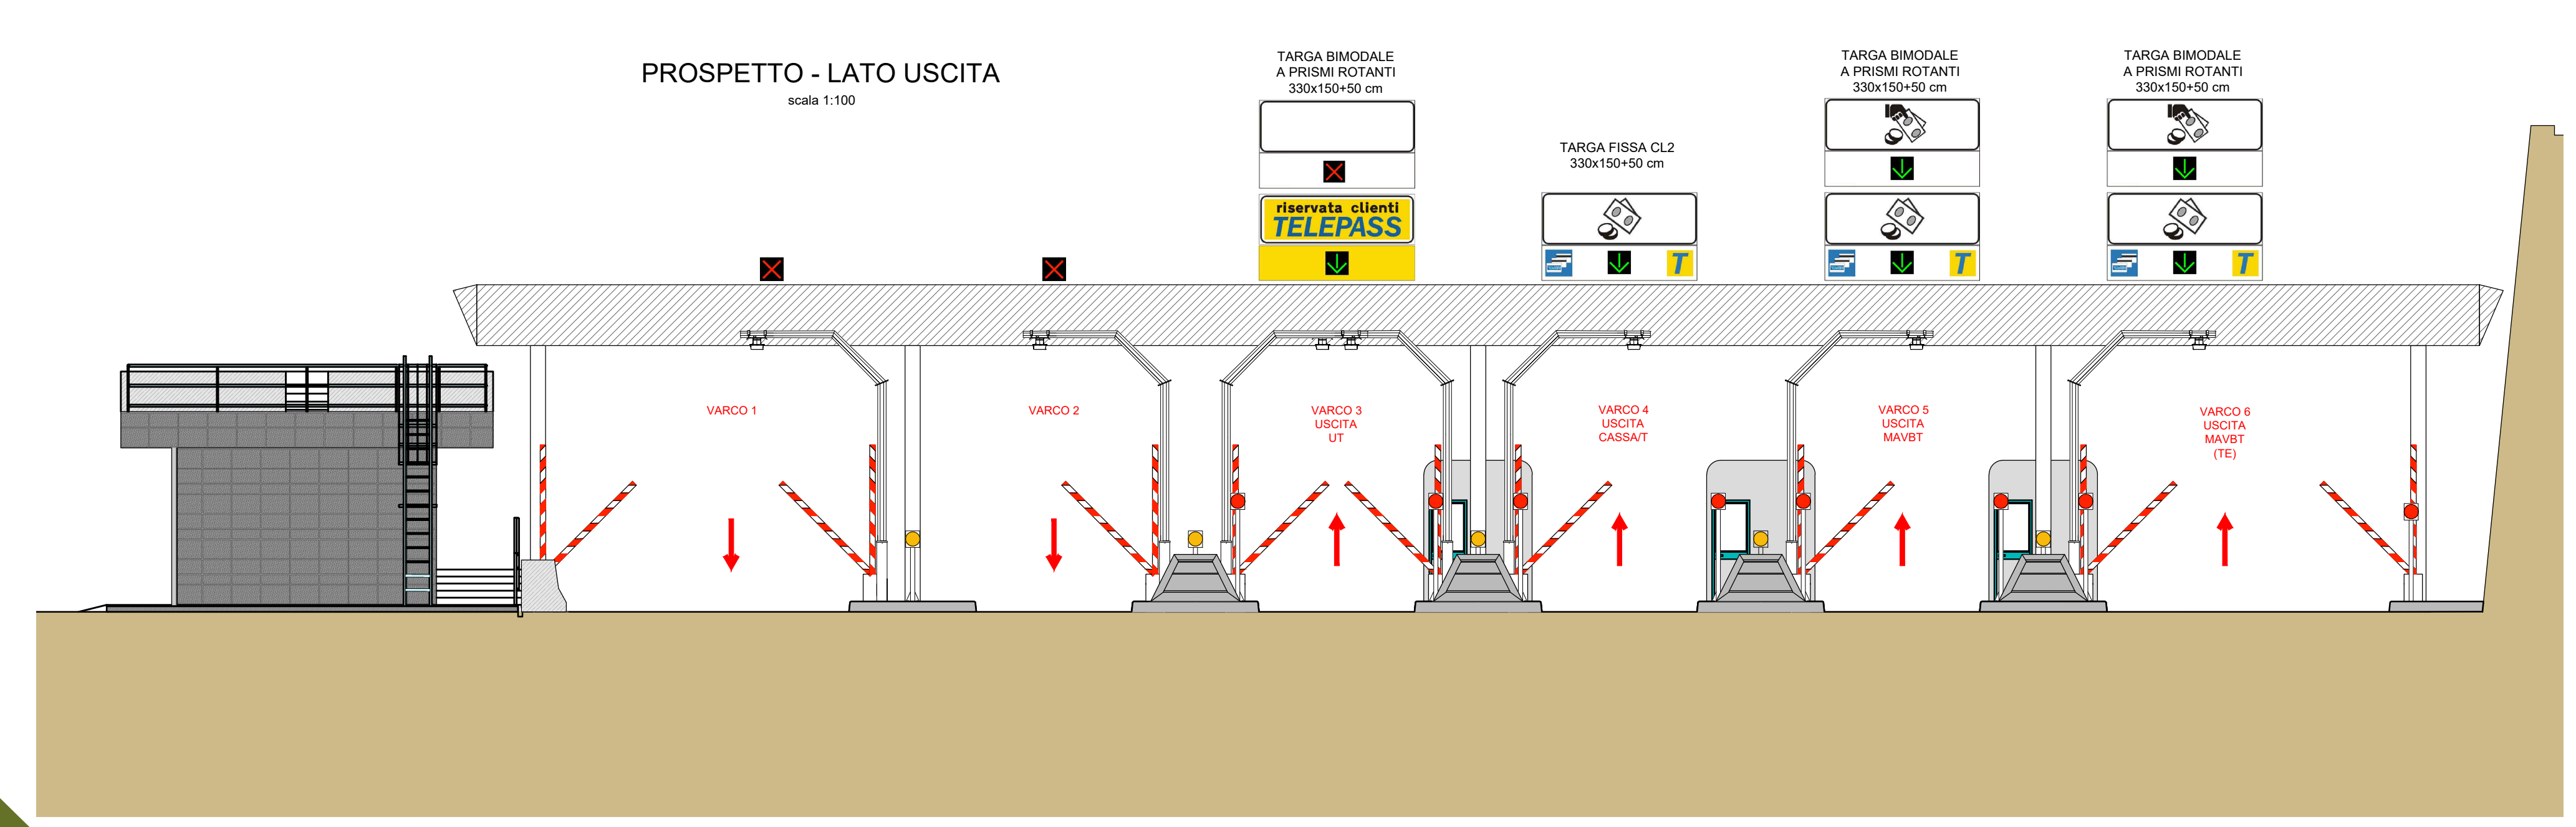 PROSPETTO - LATO USCITA
scala 1:100
TARGA BIMODALE
A PRISMI ROTANTI
330x150+50 cm
riservata clienti
TELEPASS
TARGA FISSA CL2
330x150+50 cm
T
TARGA BIMODALE
A PRISMI ROTANTI
330x150+50 cm
T
TARGA BIMODALE
A PRISMI ROTANTI
330x150+50 cm
T
VARCO 1
VARCO 2
VARCO 3
USCITA
UT
VARCO 4
USCITA
CASSA/T
VARCO 5
USCITA
MAVBT
VARCO 6
USCITA
MAVBT
(TE)